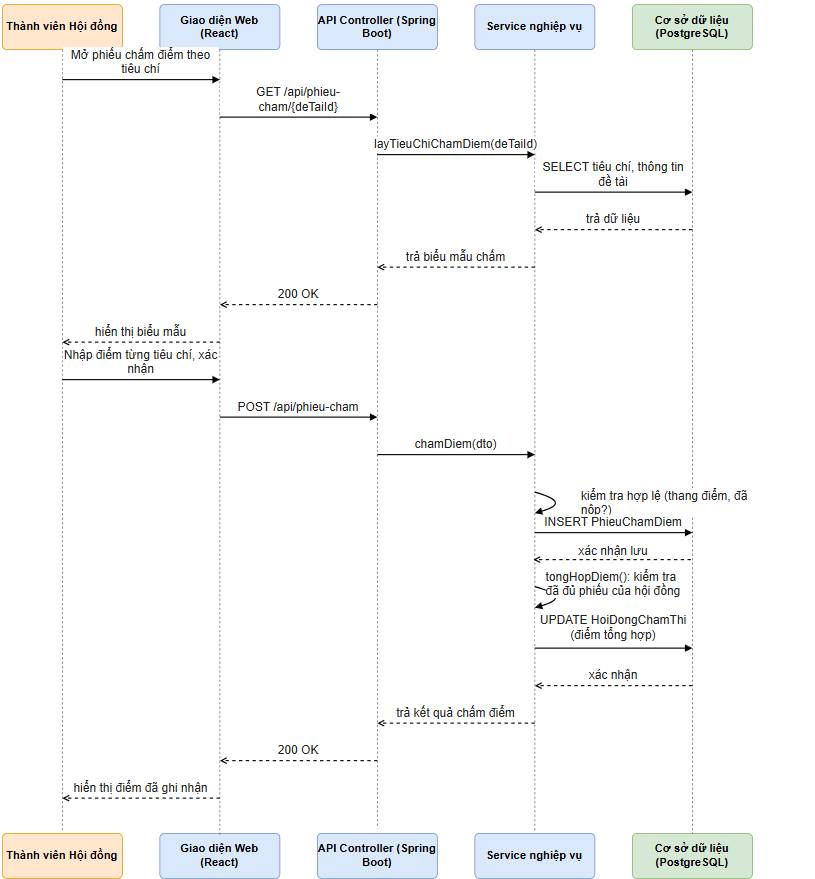 Thành viên Hội đồng
Giao diện Web
(React)
API Controller (Spring
Boot)
Service nghiệp vụ
Cơ sở dữ liệu
(PostgreSQL)
Mở phiếu chấm điểm theo
tiêu chí
GET /api/phieu-
cham/{deTaiId}
layTieuChiChamDiem(deTaiId)
SELECT tiêu chí, thông tin
đề tài
trả dữ liệu
trả biểu mẫu chấm
200 OK
hiển thị biểu mẫu
Nhập điểm từng tiêu chí, xác
nhận
POST /api/phieu-cham
chamDiem(dto)
kiểm tra hợp lệ (thang điểm, đã
nộp?)
INSERT PhieuChamDiem
xác nhận lưu
tongHopDiem(): kiểm tra
đã đủ phiếu của hội đồng
UPDATE HoiDongChamThi
(điểm tổng hợp)
xác nhận
trả kết quả chấm điểm
200 OK
hiển thị điểm đã ghi nhận
Thành viên Hội đồng
Giao diện Web
(React)
API Controller (Spring
Boot)
Service nghiệp vụ
Cơ sở dữ liệu
(PostgreSQL)